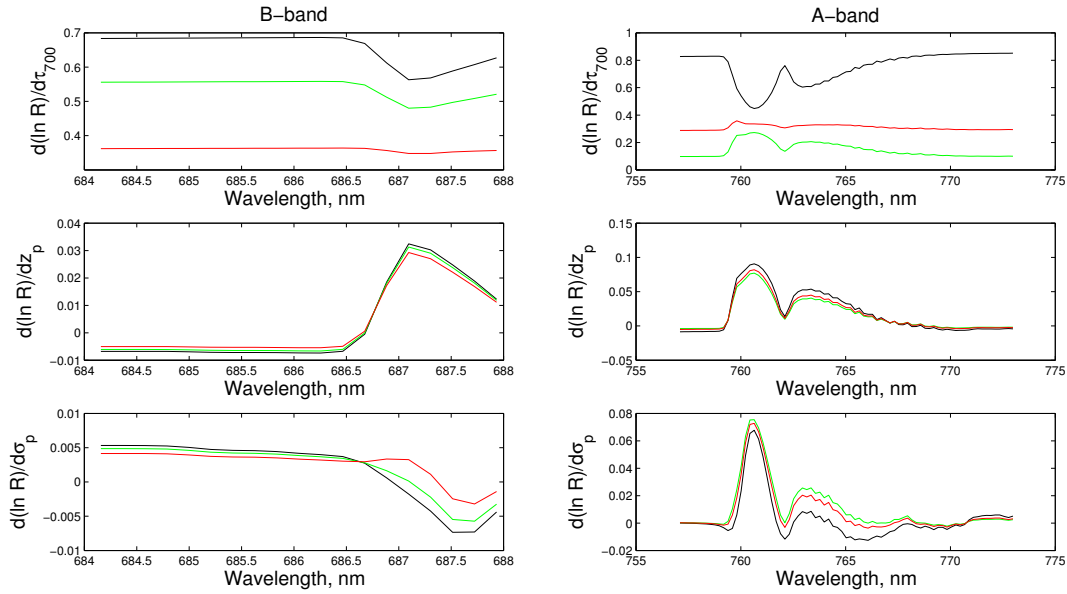 B−band
d(ln R)/dτ700
0.7
0.6
0.5
0.4
684 684.5 685 685.5 686 686.5 687 687.5 688
Wavelength, nm
A−band
d(ln R)/dτ700
1
0.8
0.6
0.4
0.2
0
755 760 765 770 775
Wavelength, nm
d(ln R)/dzp
0.04
0.03
0.02
0.01
0
−0.01
684 684.5 685 685.5 686 686.5 687 687.5 688
Wavelength, nm
d(ln R)/dzp
0.15
0.1
0.05
0
−0.05
755 760 765 770 775
Wavelength, nm
d(ln R)/dσp
0.01
0.005
0
−0.005
−0.01
684 684.5 685 685.5 686 686.5 687 687.5 688
Wavelength, nm
d(ln R)/dσp
0.08
0.06
0.04
0.02
0
−0.02
755 760 765 770 775
Wavelength, nm